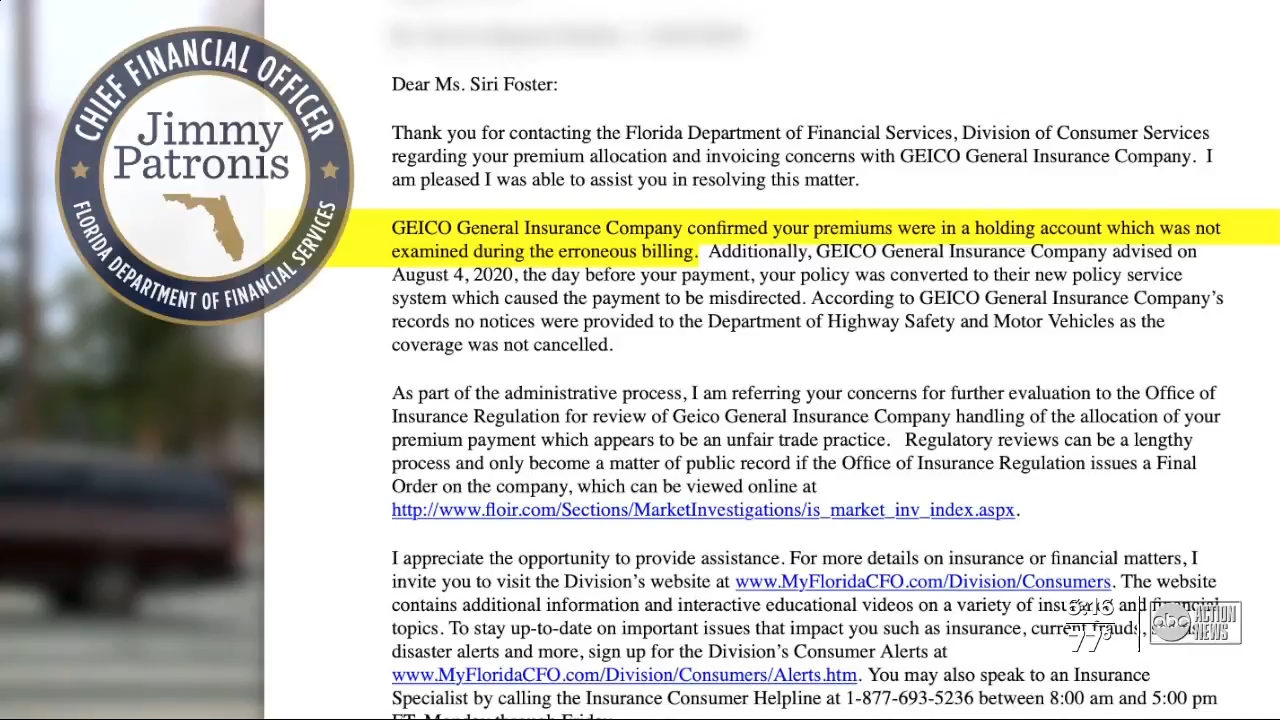 CHIEF FINANCIAL OFFICER
Jimmy
Patronis
FLORIDA DEPARTMENT OF FINANCIAL SERVICES
Dear Ms. Siri Foster:
Thank you for contacting the Florida Department of Financial Services, Division of Consumer Services
regarding your premium allocation and invoicing concerns with GEICO General Insurance Company.  I
am pleased I was able to assist you in resolving this matter.
GEICO General Insurance Company confirmed your premiums were in a holding account which was not
examined during the erroneous billing.  Additionally, GEICO General Insurance Company advised on
August 4, 2020, the day before your payment, your policy was converted to their new policy service
system which caused the payment to be misdirected. According to GEICO General Insurance Company’s
records no notices were provided to the Department of Highway Safety and Motor Vehicles as the
coverage was not cancelled.
As part of the administrative process, I am referring your concerns for further evaluation to the Office of
Insurance Regulation for review of Geico General Insurance Company handling of the allocation of your
premium payment which appears to be an unfair trade practice.   Regulatory reviews can be a lengthy
process and only become a matter of public record if the Office of Insurance Regulation issues a Final
Order on the company, which can be viewed online at
http://www.floir.com/Sections/MarketInvestigations/is_market_inv_index.aspx.
I appreciate the opportunity to provide assistance. For more details on insurance or financial matters, I
invite you to visit the Division’s website at www.MyFloridaCFO.com/Division/Consumers. The website
contains additional information and interactive educational videos on a variety of insurance and financial
topics. To stay up-to-date on important issues that impact you such as insurance, current
disaster alerts and more, sign up for the Division’s Consumer Alerts at
www.MyFloridaCFO.com/Division/Consumers/Alerts.htm. You may also speak to an Insurance
Specialist by calling the Insurance Consumer Helpline at 1-877-693-5236 between 8:00 am and 5:00 pm
ET, Monday through Friday.
77°
abc ACTION
NEWS